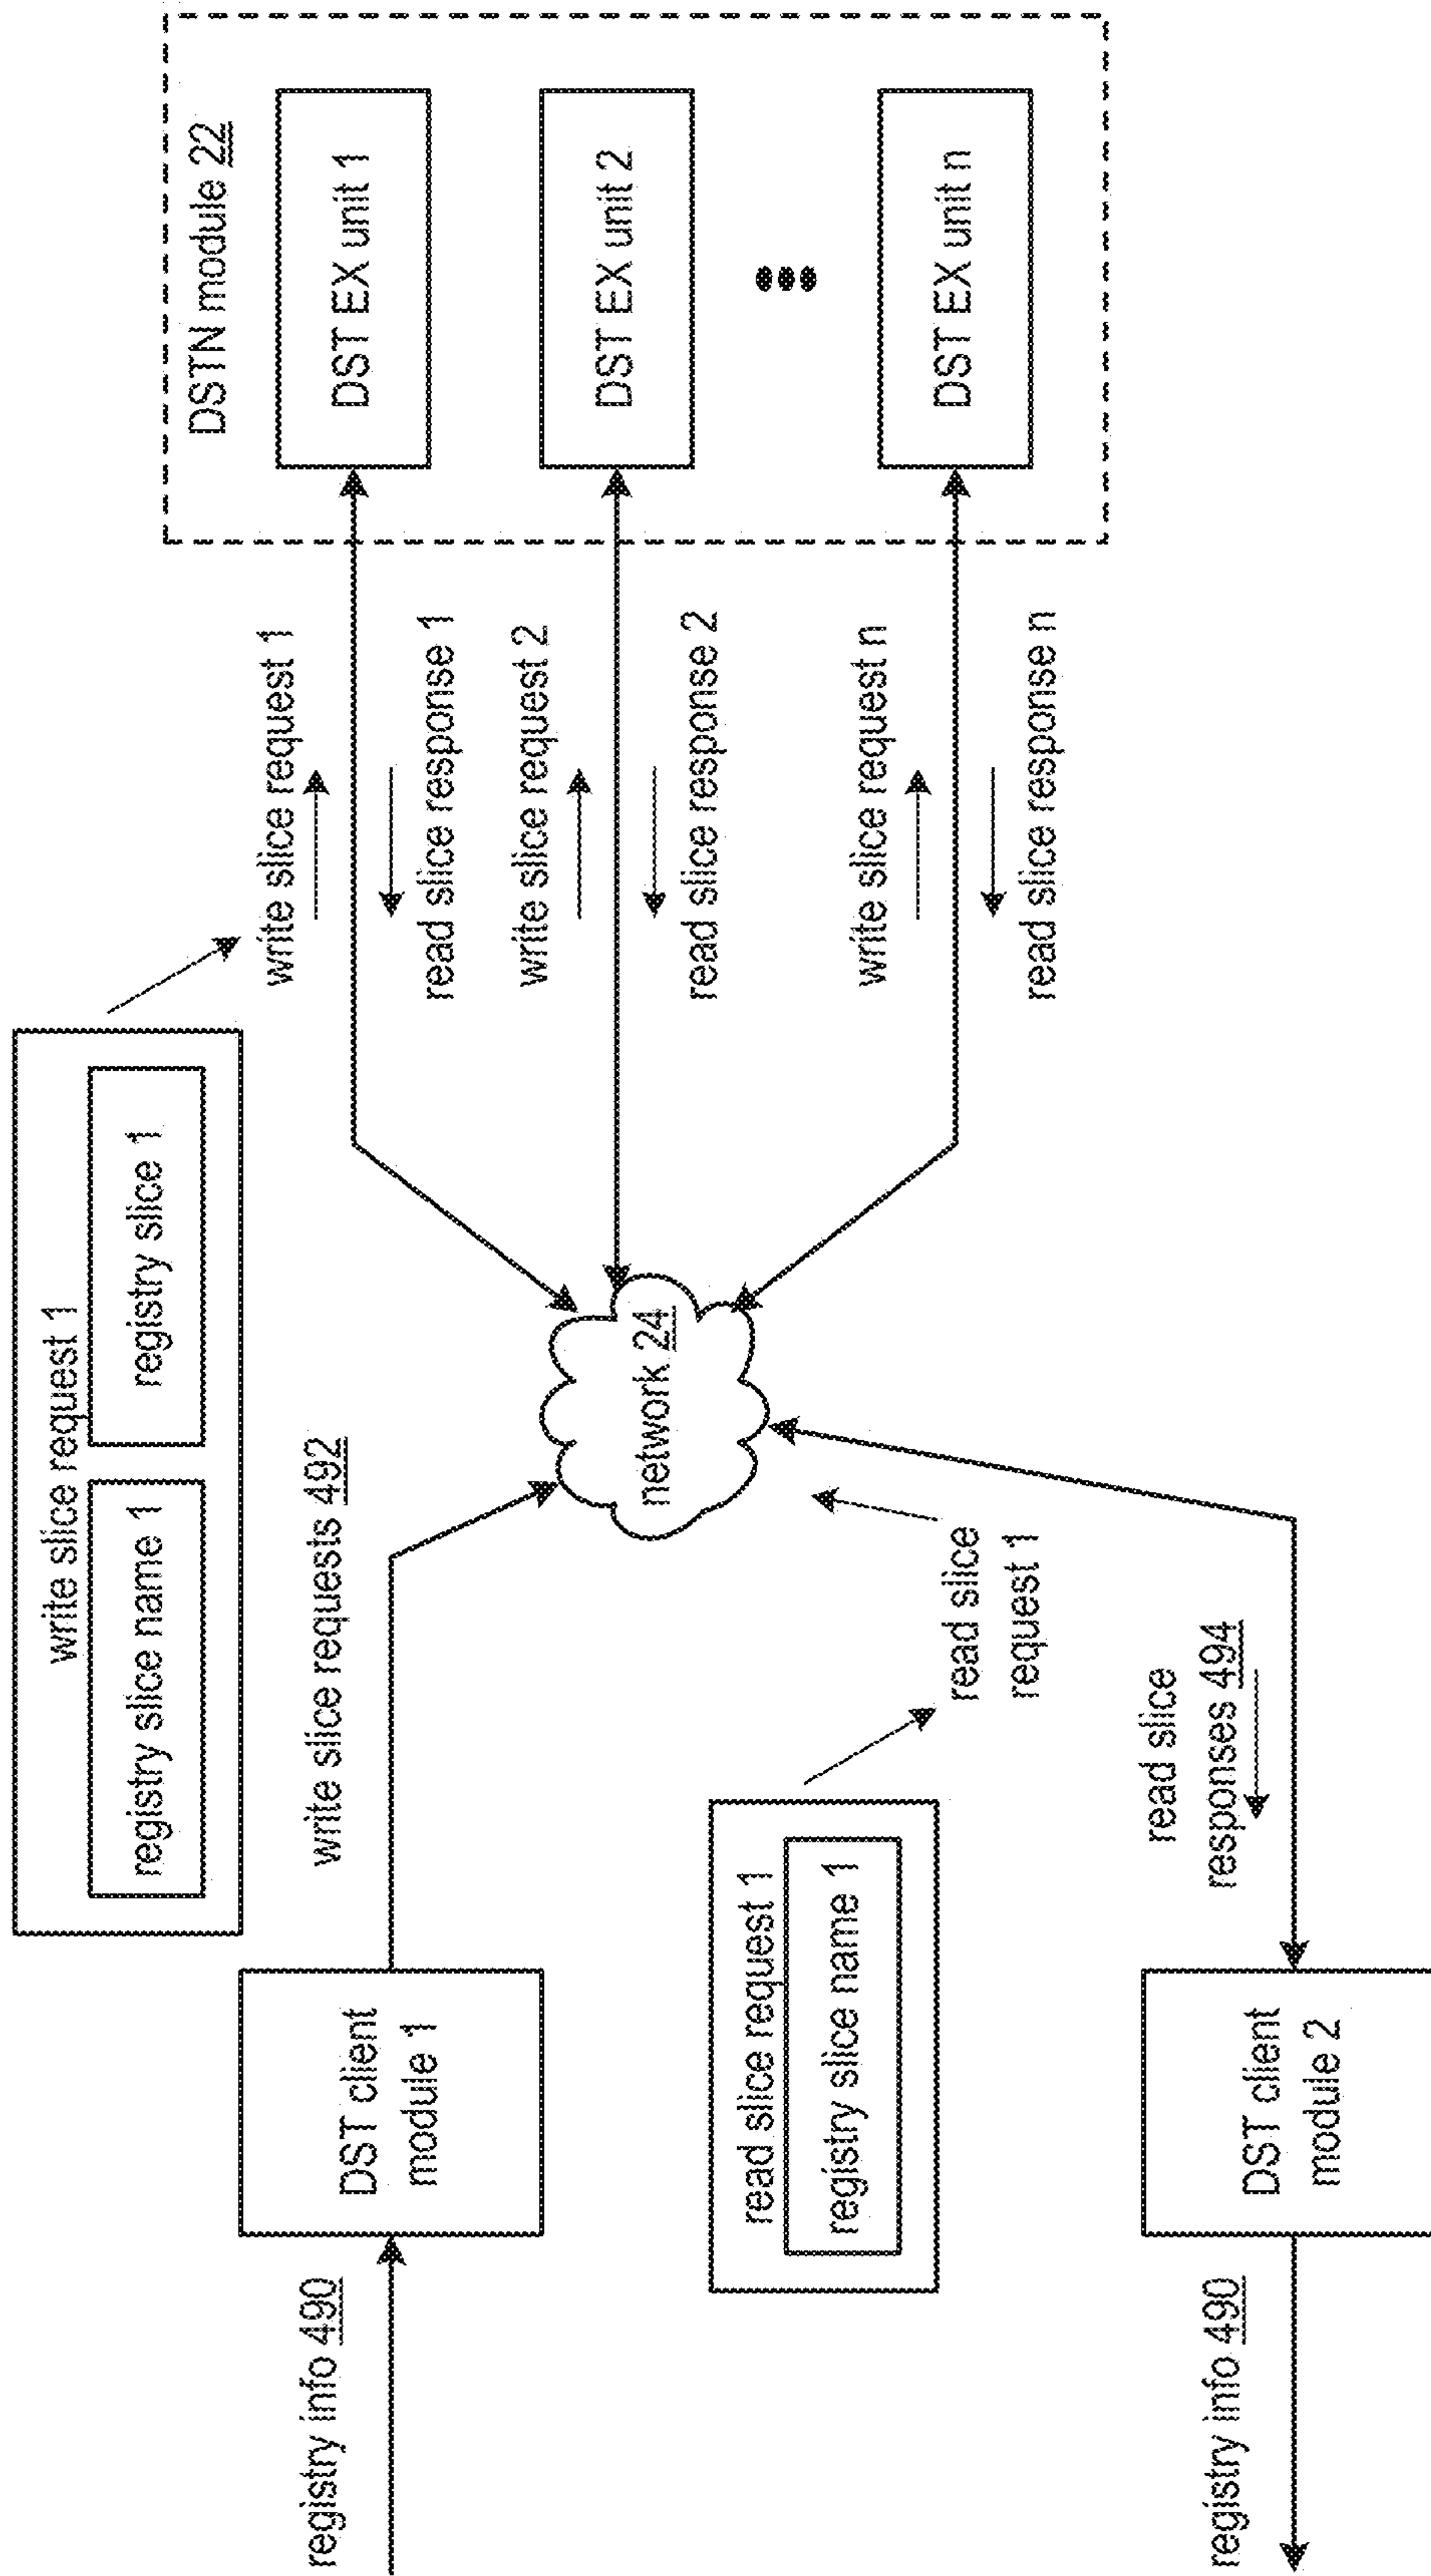 write slice request 1
registry slice name 1
registry slice 1
registry info 490
DST client
module 1
write slice requests 492
network 24
write slice request 1
read slice response 1
write slice request 2
read slice response 2
write slice request n
read slice response n
DSTN module 22
DST EX unit 1
DST EX unit 2
DST EX unit n
read slice request 1
registry slice name 1
read slice
request 1
registry info 490
DST client
module 2
read slice
responses 494